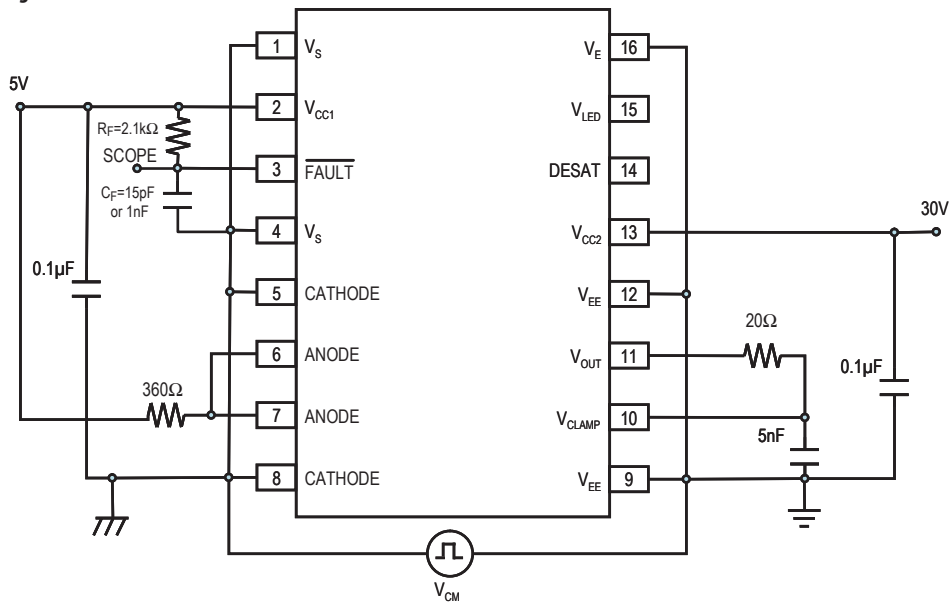 5V
R_F=2.1kΩ
SCOPE
C_F=15pF
or 1nF
0.1µF
360Ω
1 V_S
2 V_CC1
3 FAULT
4 V_S
5 CATHODE
6 ANODE
7 ANODE
8 CATHODE
V_E 16
V_LED 15
DESAT 14
V_CC2 13
V_EE 12
V_OUT 11
V_CLAMP 10
V_EE 9
30V
20Ω
0.1µF
5nF
V_CM